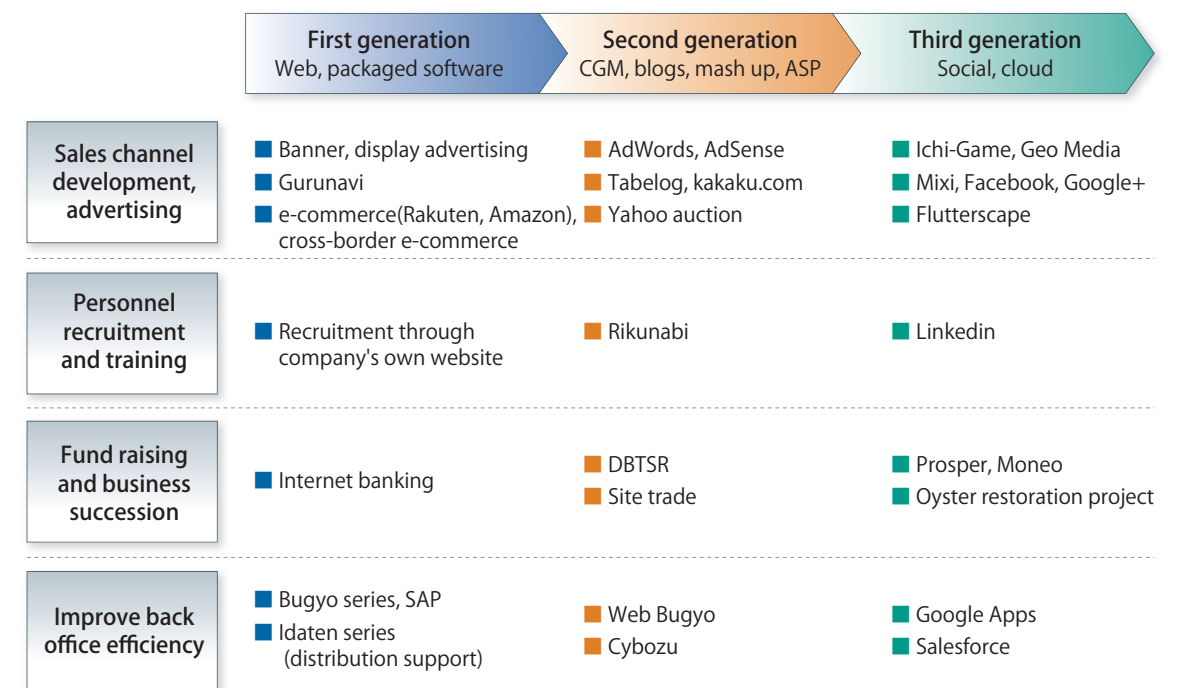 First generation
Web, packaged software
Second generation
CGM, blogs, mash up, ASP
Third generation
Social, cloud
Sales channel
development,
advertising
Banner, display advertising
Gurunavi
e-commerce(Rakuten, Amazon),
cross-border e-commerce
AdWords, AdSense
Tabelog, kakaku.com
Yahoo auction
Ichi-Game, Geo Media
Mixi, Facebook, Google+
Flutterscape
Personnel
recruitment
and training
Recruitment through
company's own website
Rikunabi
Linkedin
Fund raising
and business
succession
Internet banking
DBTSR
Site trade
Prosper, Moneo
Oyster restoration project
Improve back
office efficiency
Bugyo series, SAP
Idaten series
(distribution support)
Web Bugyo
Cybozu
Google Apps
Salesforce